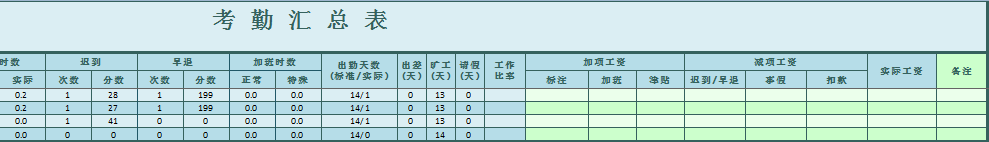 考 勤 汇 总 表
时数 迟到 早退 加班时数 出勤天数 (标准/实际) 出差 (天) 旷工 (天) 请假 (天) 工作 比率 加项工资 减项工资 实际工资 备注
实际 次数 分数 次数 分数 正常 特殊 标注 加班 津贴 迟到/早退 事假 扣款
0.2 1 28 1 199 0.0 0.0 14/1 0 13 0
0.2 1 27 1 199 0.0 0.0 14/1 0 13 0
0.0 1 41 0 0 0.0 0.0 14/1 0 13 0
0.0 0 0 0 0 0.0 0.0 14/0 0 14 0